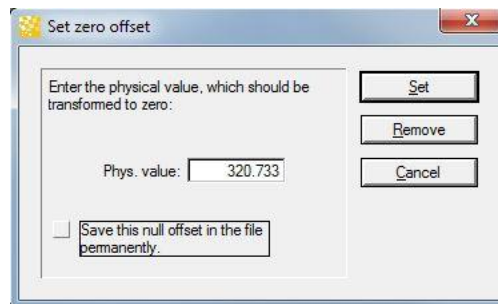 Set zero offset
Enter the physical value, which should be
transformed to zero:
Phys. value: 320.733
Save this null offset in the file
permanently.
Set
Remove
Cancel